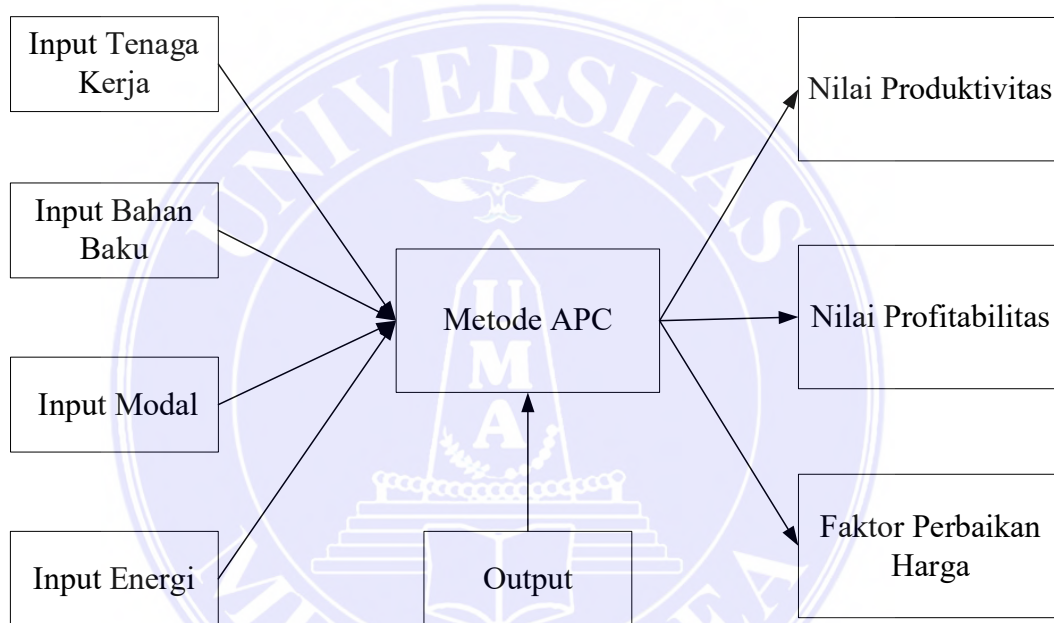 Input Tenaga
Kerja
Input Bahan
Baku
Input Modal
Input Energi
Metode APC
Output
Nilai Produktivitas
Nilai Profitabilitas
Faktor Perbaikan
Harga
UNIVERSITAS
U
M
A